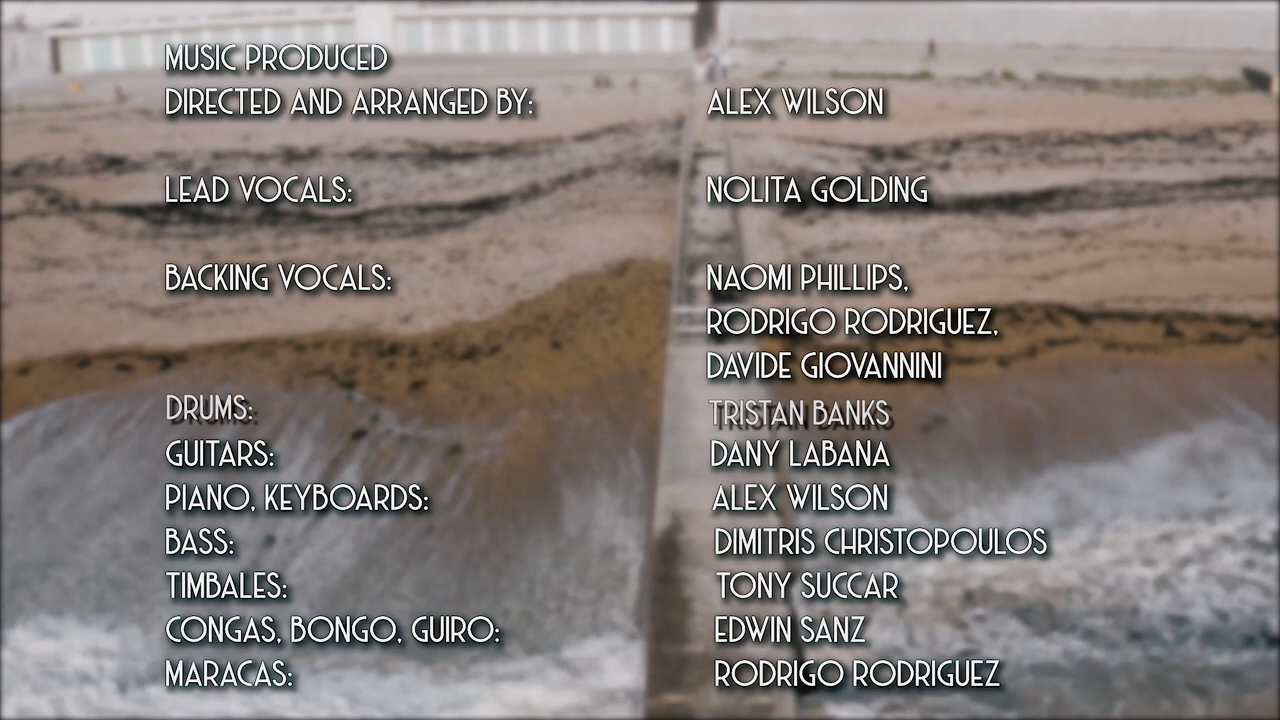 MUSIC PRODUCED
DIRECTED AND ARRANGED BY: ALEX WILSON
LEAD VOCALS: NOLITA GOLDING
BACKING VOCALS: NAOMI PHILLIPS,
RODRIGO RODRIGUEZ,
DAVIDE GIOVANNINI
DRUMS: TRISTAN BANKS
GUITARS: DANY LABANA
PIANO, KEYBOARDS: ALEX WILSON
BASS: DIMITRIS CHRISTOPOULOS
TIMBALES: TONY SUCCAR
CONGAS, BONGO, GUIRO: EDWIN SANZ
MARACAS: RODRIGO RODRIGUEZ